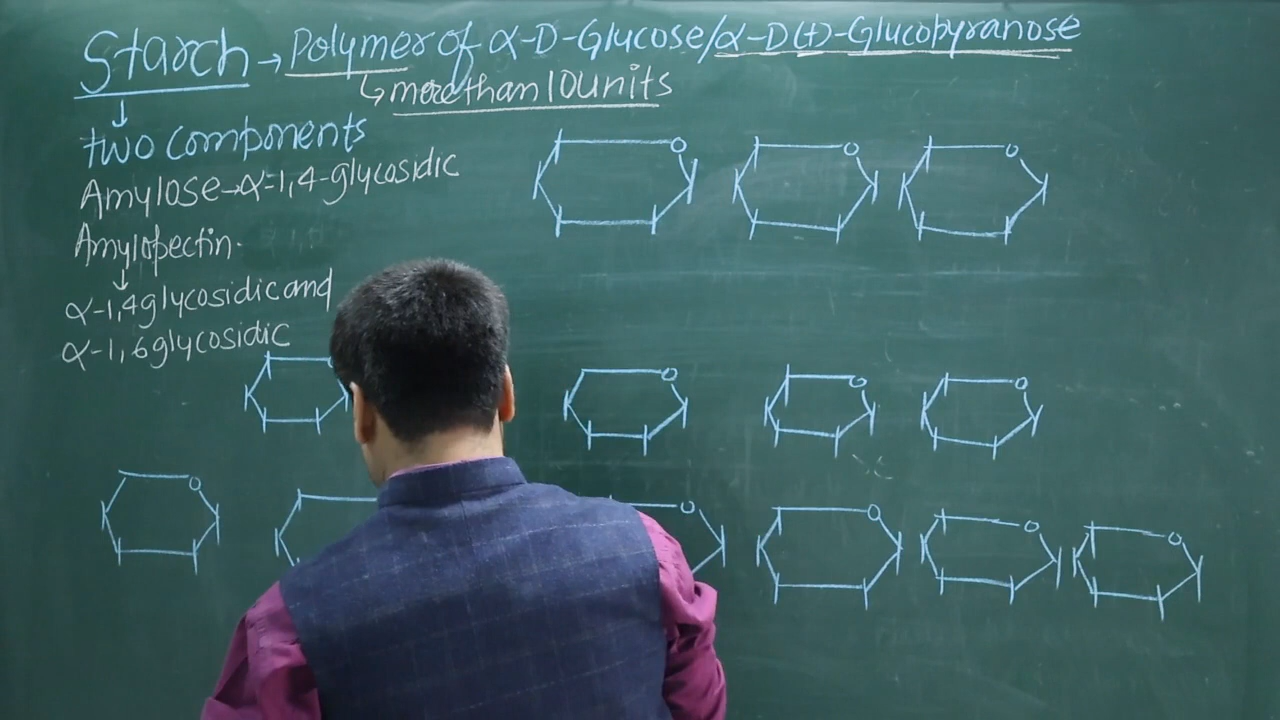 Starch → Polymer of α-D-Glucose/α-D(+)-Glucopyranose
↳ more than 10 units
↓
two components
Amylose → α-1,4-glycosidic
Amylopectin.
↓
α-1,4 glycosidic and
α-1,6 glycosidic
O O O
O O O
O O O O O